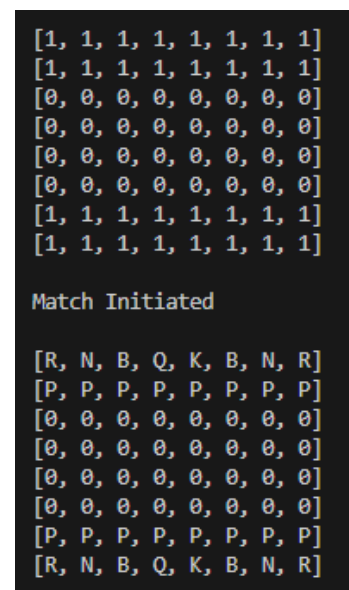 [1, 1, 1, 1, 1, 1, 1, 1]
[1, 1, 1, 1, 1, 1, 1, 1]
[0, 0, 0, 0, 0, 0, 0, 0]
[0, 0, 0, 0, 0, 0, 0, 0]
[0, 0, 0, 0, 0, 0, 0, 0]
[0, 0, 0, 0, 0, 0, 0, 0]
[1, 1, 1, 1, 1, 1, 1, 1]
[1, 1, 1, 1, 1, 1, 1, 1]
Match Initiated
[R, N, B, Q, K, B, N, R]
[P, P, P, P, P, P, P, P]
[0, 0, 0, 0, 0, 0, 0, 0]
[0, 0, 0, 0, 0, 0, 0, 0]
[0, 0, 0, 0, 0, 0, 0, 0]
[0, 0, 0, 0, 0, 0, 0, 0]
[P, P, P, P, P, P, P, P]
[R, N, B, Q, K, B, N, R]